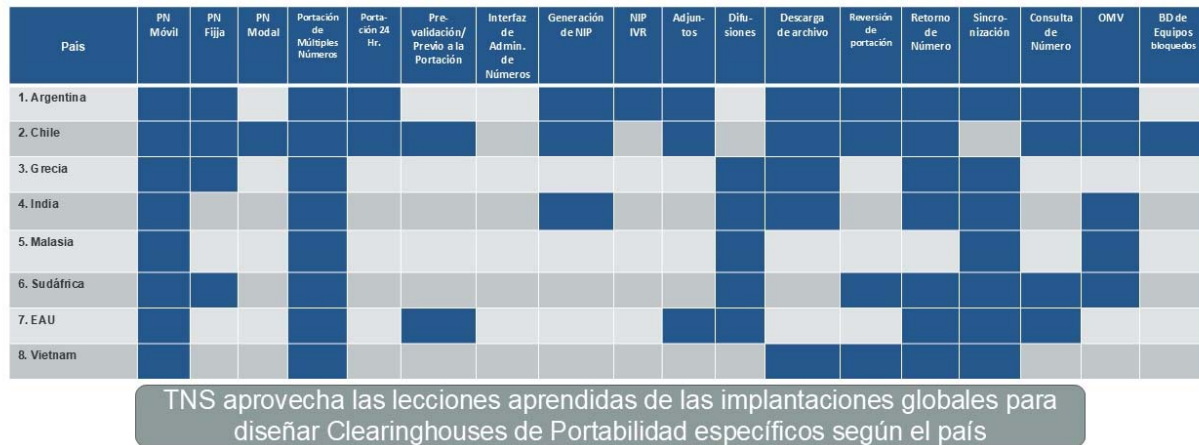 País
PN
Móvil
PN
Fijja
PN
Modal
Portación
de
Múltiples
Números
Porta-
ción 24
Hr.
Pre-
validación/
Previo a la
Portación
Interfaz
de
Admin.
de
Números
Generación
de NIP
NIP
IVR
Adjun-
tos
Difu-
siones
Descarga
de archivo
Reversión
de
portación
Retorno
de
Número
Sincro-
nización
Consulta
de
Número
OMV
BD de
Equipos
bloquedos
1. Argentina
2. Chile
3. Grecia
4. India
5. Malasia
6. Sudáfrica
7. EAU
8. Vietnam
TNS aprovecha las lecciones aprendidas de las implantaciones globales para
diseñar Clearinghouses de Portabilidad específicos según el país